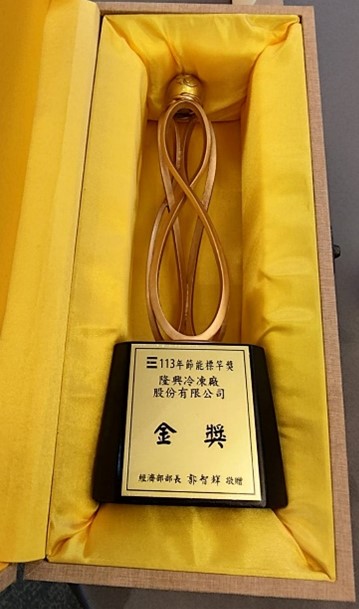 113年節能標竿獎
隆興冷凍廠
股份有限公司
金獎
經濟部部長 郭智輝 敬贈